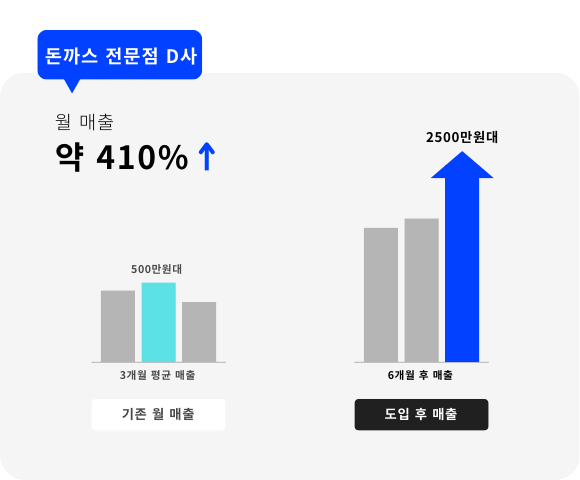 돈까스 전문점 D사
월 매출
약 410% ↑
2500만원대
500만원대
3개월 평균 매출
6개월 후 매출
기존 월 매출
도입 후 매출